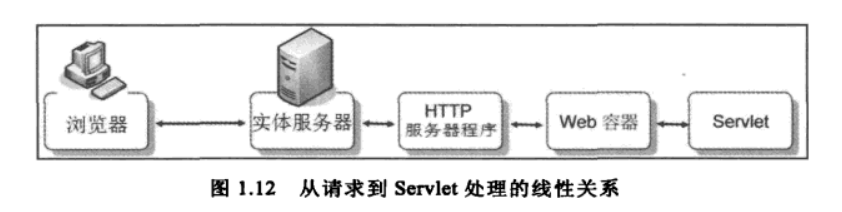 浏览器
实体服务器
HTTP
服务器程序
Web 容器
Servlet
图 1.12 从请求到 Servlet 处理的线性关系